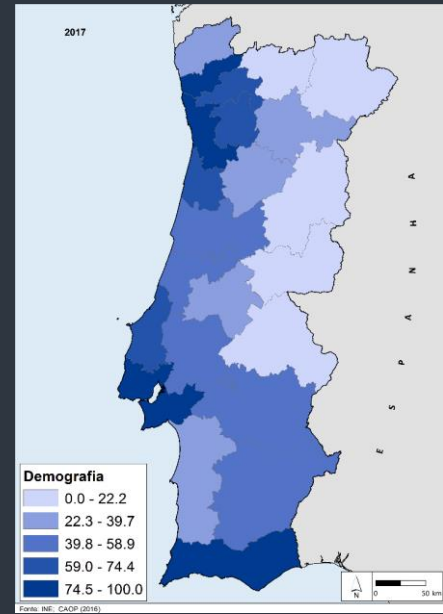 2017
ESPANHA
Demografia
0.0 - 22.2
22.3 - 39.7
39.8 - 58.9
59.0 - 74.4
74.5 - 100.0
N
0 50 km
Fonte: INE; CAOP (2016)